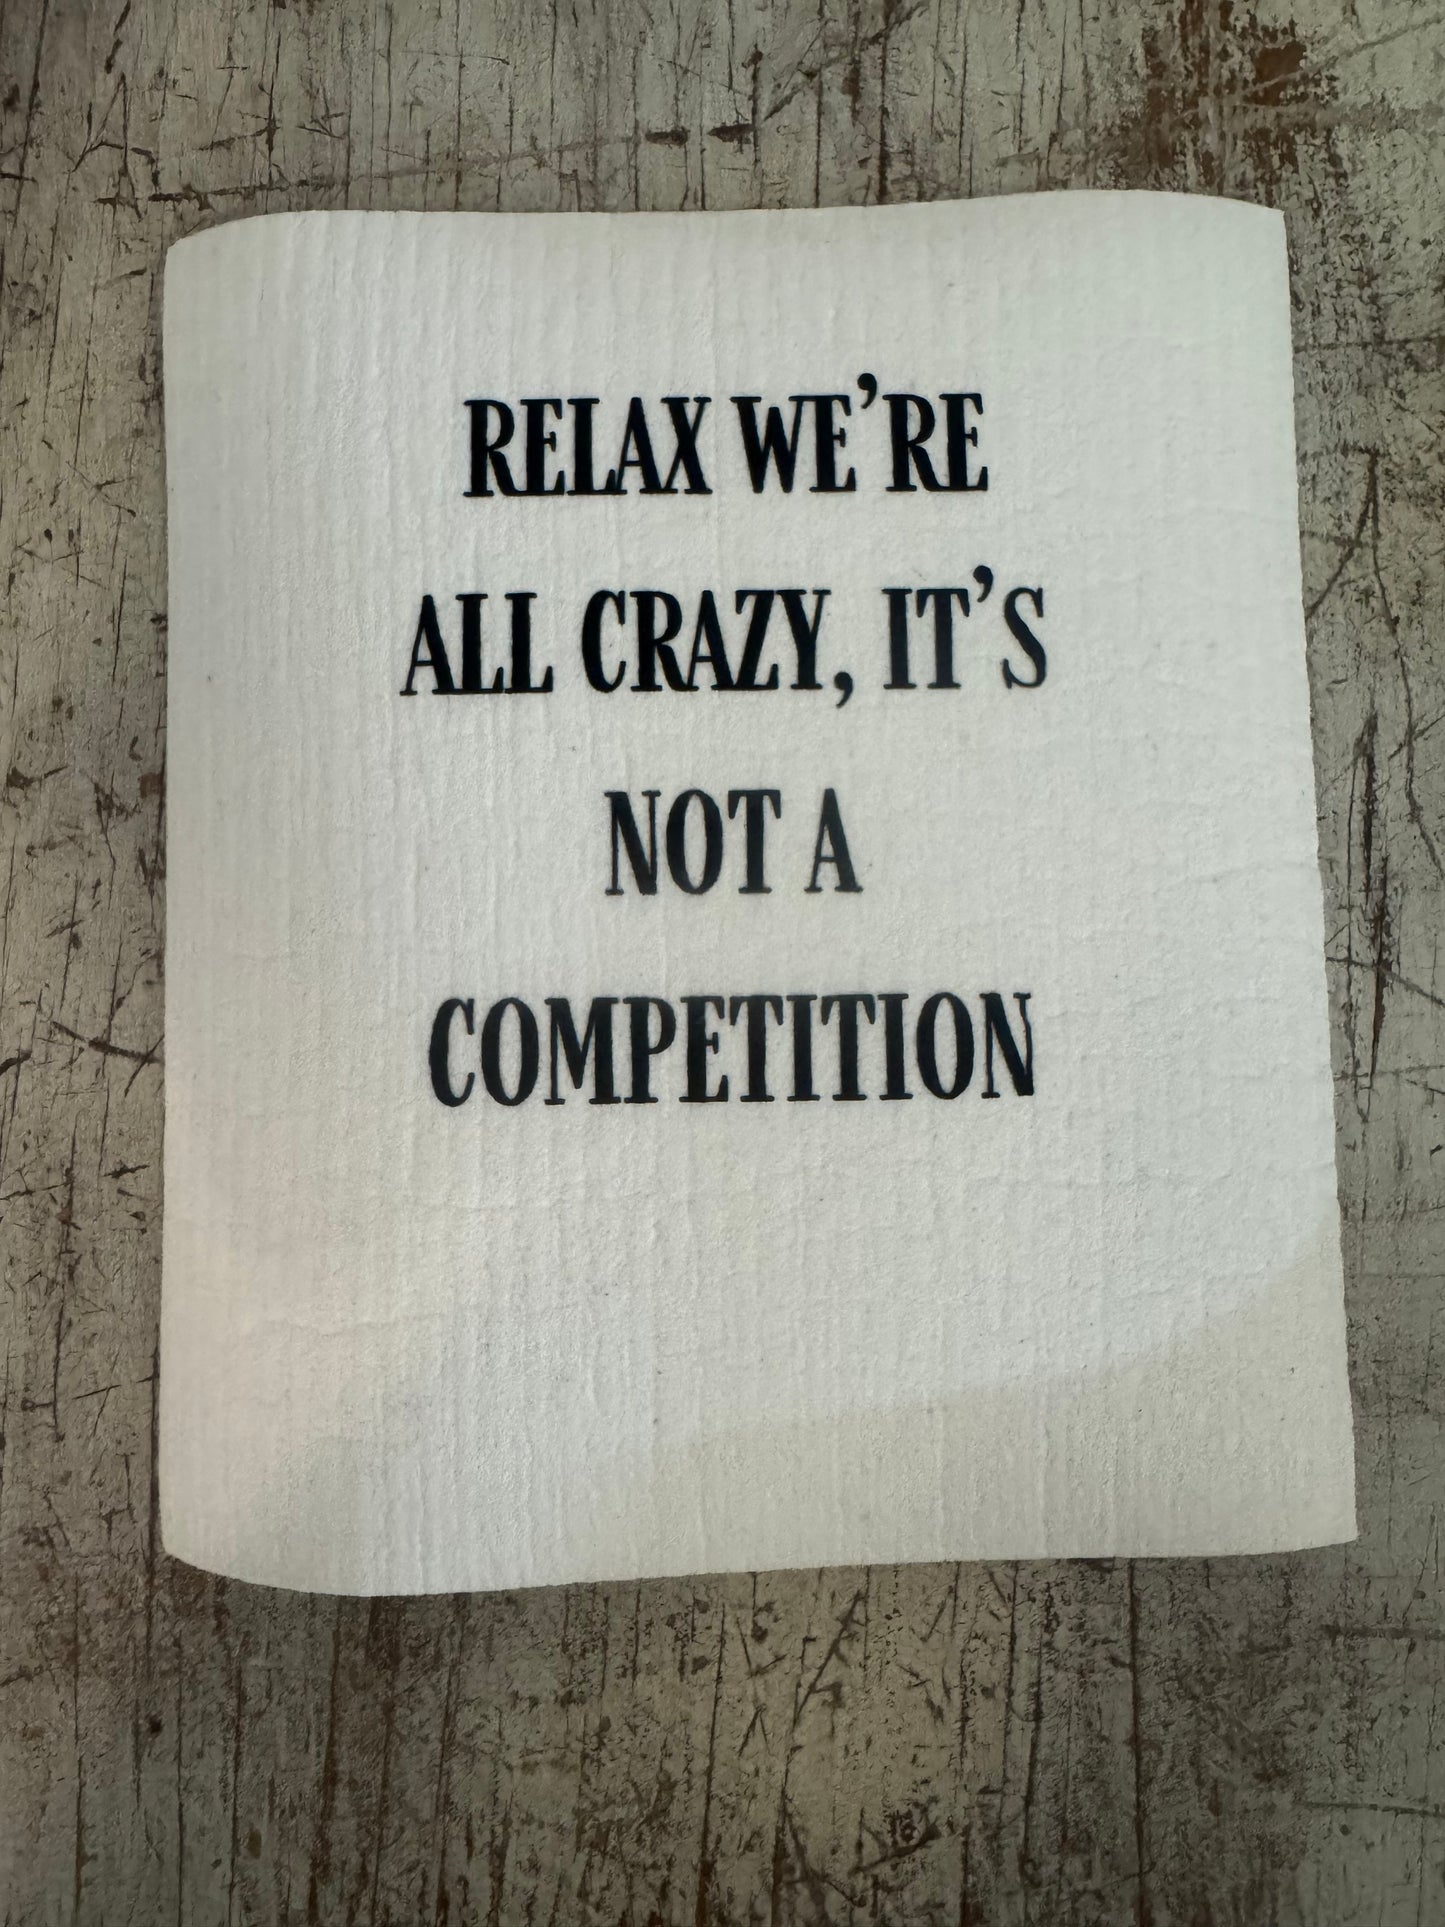 RELAX WE’RE
ALL CRAZY, IT’S
NOT A
COMPETITION